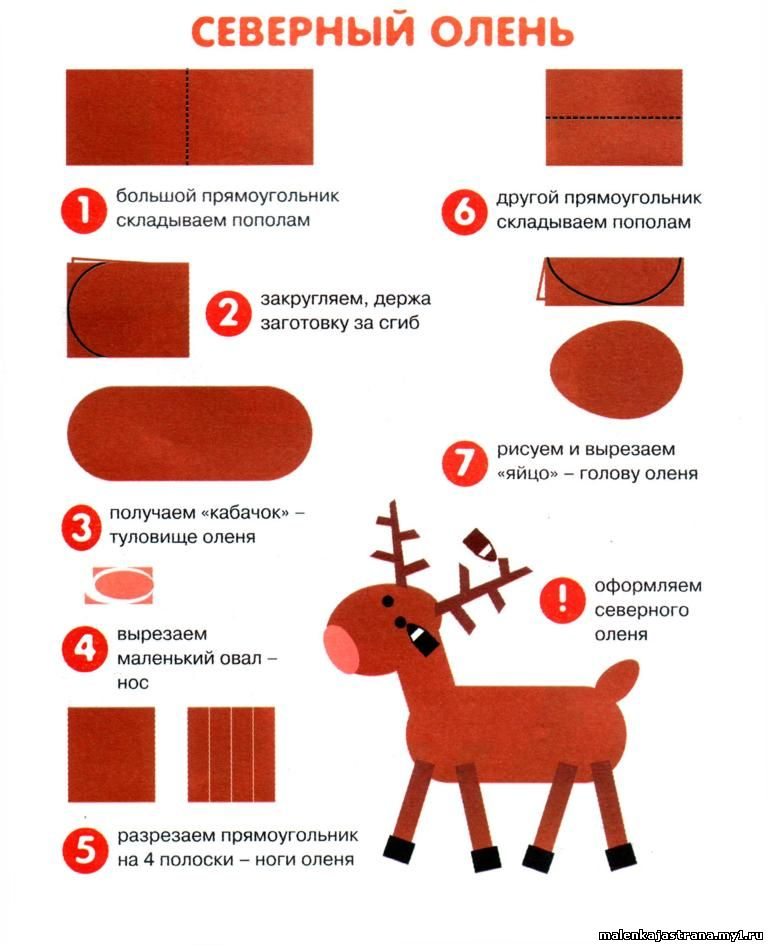 СЕВЕРНЫЙ ОЛЕНЬ
1
большой прямоугольник
складываем пополам
2
закругляем, держа
заготовку за сгиб
3
получаем «кабачок» –
туловище оленя
4
вырезаем
маленький овал –
нос
5
разрезаем прямоугольник
на 4 полоски – ноги оленя
6
другой прямоугольник
складываем пополам
7
рисуем и вырезаем
«яйцо» – голову оленя
!
оформляем
северного
оленя
malenkajastrana.my1.ru